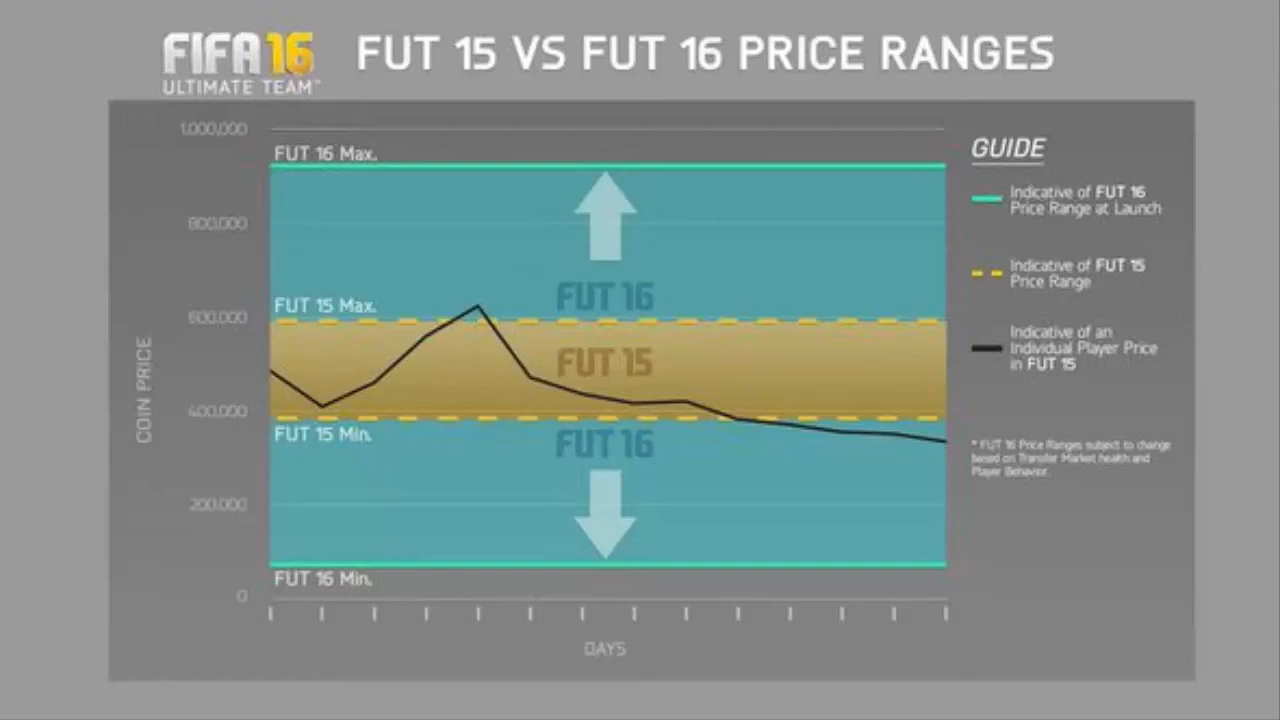 FIFA 16
ULTIMATE TEAM™
FUT 15 VS FUT 16 PRICE RANGES
1,000,000
FUT 16 Max.
800,000
FUT 16
FUT 15 Max.
600,000
FUT 15
COIN PRICE
400,000
FUT 15 Min.
FUT 16
200,000
FUT 16 Min.
0
DAYS
GUIDE
Indicative of FUT 16
Price Range at Launch
Indicative of FUT 15
Price Range
Indicative of an
Individual Player Price
in FUT 15
* FUT 16 Price Ranges subject to change
based on Transfer Market health and
Player Behavior.